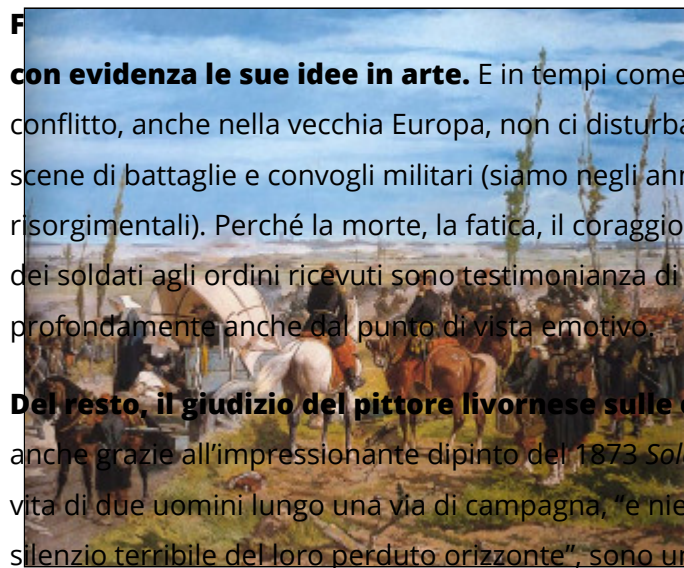 F
con evidenza le sue idee in arte. E in tempi come
conflitto, anche nella vecchia Europa, non ci disturba
scene di battaglie e convogli militari (siamo negli ann
risorgimentali). Perché la morte, la fatica, il coraggio
dei soldati agli ordini ricevuti sono testimonianza di
profondamente anche dal punto di vista emotivo.
Del resto, il giudizio del pittore livornese sulle
anche grazie all’impressionante dipinto del 1873 Sol
vita di due uomini lungo una via di campagna, “e nie
silenzio terribile del loro perduto orizzonte”, sono un